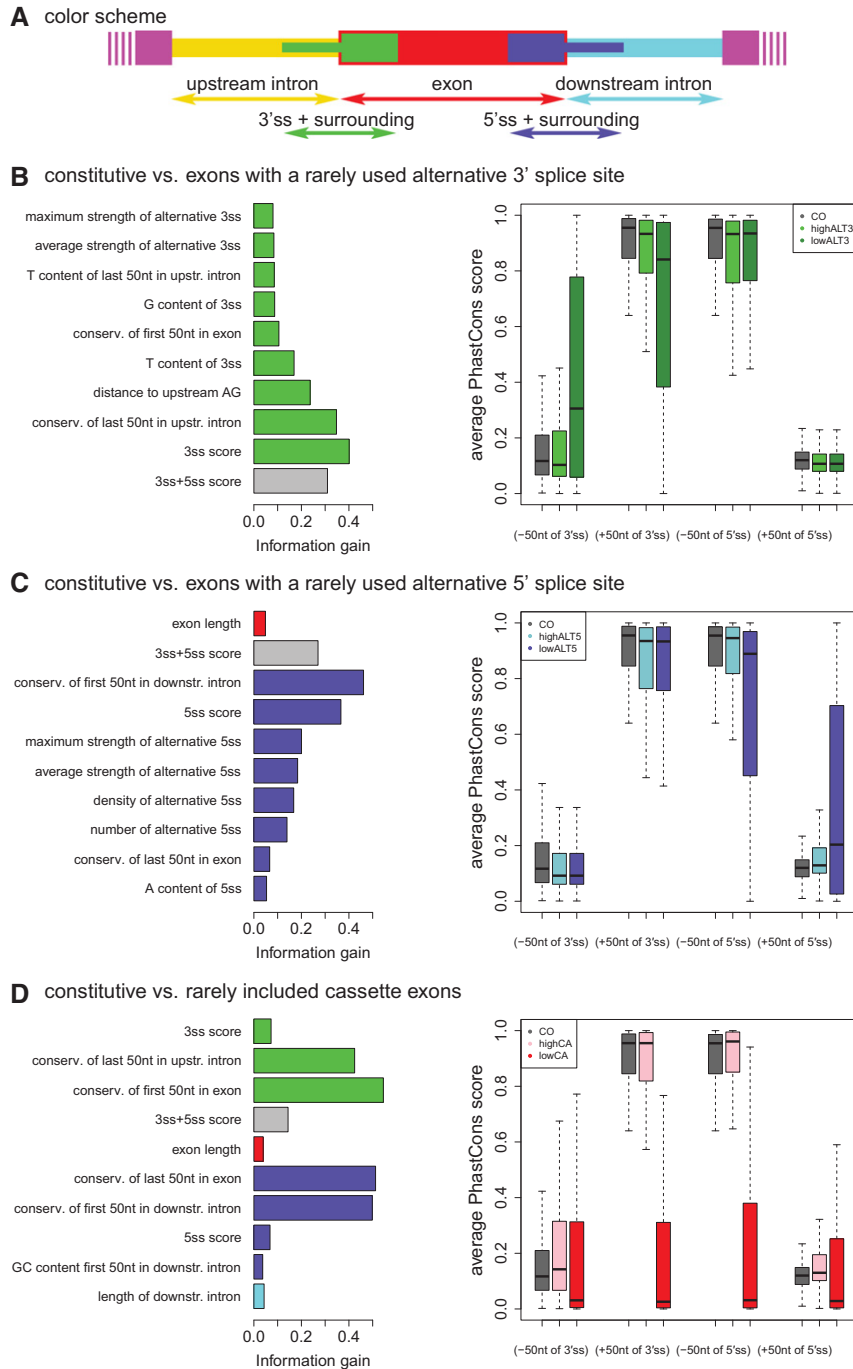 A color scheme
upstream intron
exon
downstream intron
3'ss + surrounding
5'ss + surrounding
B constitutive vs. exons with a rarely used alternative 3' splice site
maximum strength of alternative 3ss
average strength of alternative 3ss
T content of last 50nt in upstr. intron
G content of 3ss
conserv. of first 50nt in exon
T content of 3ss
distance to upstream AG
conserv. of last 50nt in upstr. intron
3ss score
3ss+5ss score
0.0
0.2
0.4
Information gain
average PhastCons score
0.0
0.2
0.4
0.6
0.8
1.0
CO
highALT3
lowALT3
(−50nt of 3'ss)
(+50nt of 3'ss)
(−50nt of 5'ss)
(+50nt of 5'ss)
C constitutive vs. exons with a rarely used alternative 5' splice site
exon length
3ss+5ss score
conserv. of first 50nt in downstr. intron
5ss score
maximum strength of alternative 5ss
average strength of alternative 5ss
density of alternative 5ss
number of alternative 5ss
conserv. of last 50nt in exon
A content of 5ss
0.0
0.2
0.4
Information gain
average PhastCons score
0.0
0.2
0.4
0.6
0.8
1.0
CO
highALT5
lowALT5
(−50nt of 3'ss)
(+50nt of 3'ss)
(−50nt of 5'ss)
(+50nt of 5'ss)
D constitutive vs. rarely included cassette exons
3ss score
conserv. of last 50nt in upstr. intron
conserv. of first 50nt in exon
3ss+5ss score
exon length
conserv. of last 50nt in exon
conserv. of first 50nt in downstr. intron
5ss score
GC content first 50nt in downstr. intron
length of downstr. intron
0.0
0.2
0.4
Information gain
average PhastCons score
0.0
0.2
0.4
0.6
0.8
1.0
CO
highCA
lowCA
(−50nt of 3'ss)
(+50nt of 3'ss)
(−50nt of 5'ss)
(+50nt of 5'ss)